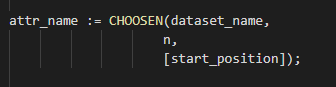 attr_name := CHOOSEN(dataset_name,
n,
[start_position]);